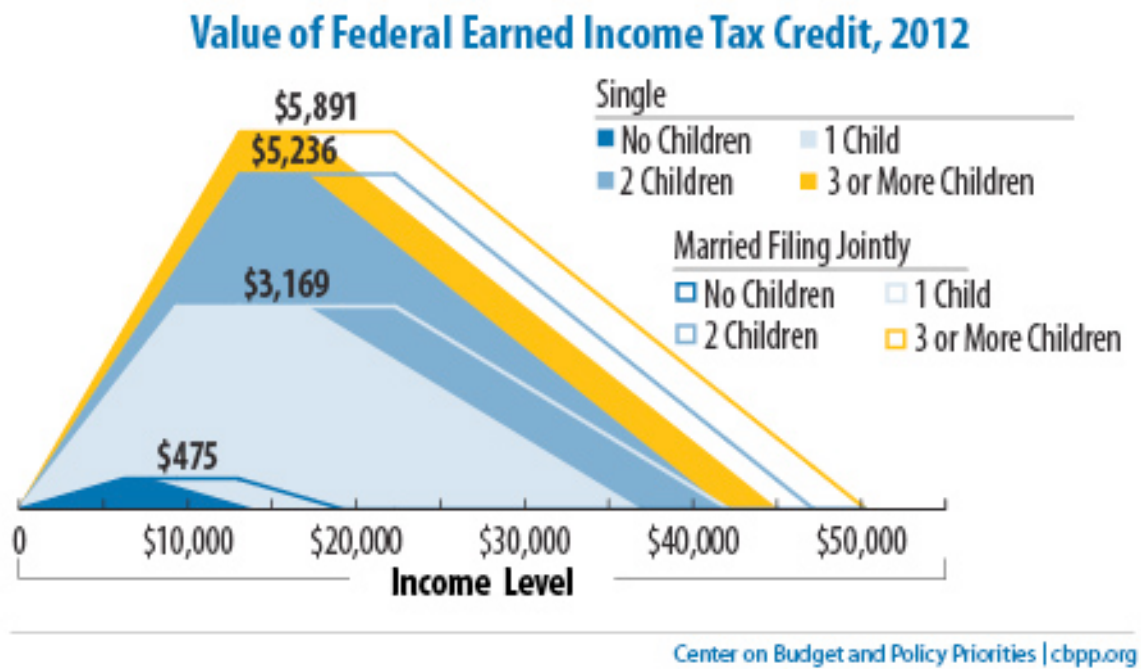 Value of Federal Earned Income Tax Credit, 2012
$5,891
$5,236
$3,169
$475
Single
No Children
1 Child
2 Children
3 or More Children
Married Filing Jointly
No Children
1 Child
2 Children
3 or More Children
0
$10,000
$20,000
$30,000
$40,000
$50,000
Income Level
Center on Budget and Policy Priorities | cbpp.org